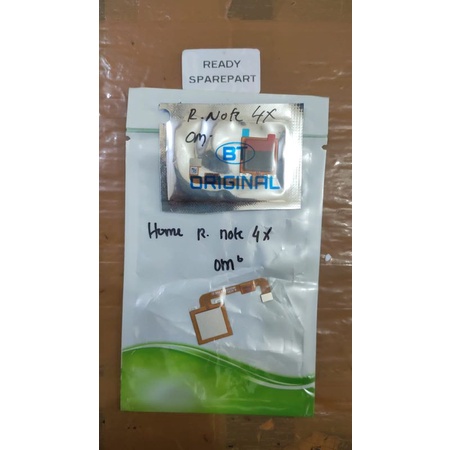 READY
SPAREPART
R. Note 4X
om
BT
ORIGINAL
Home R. note 4X
om